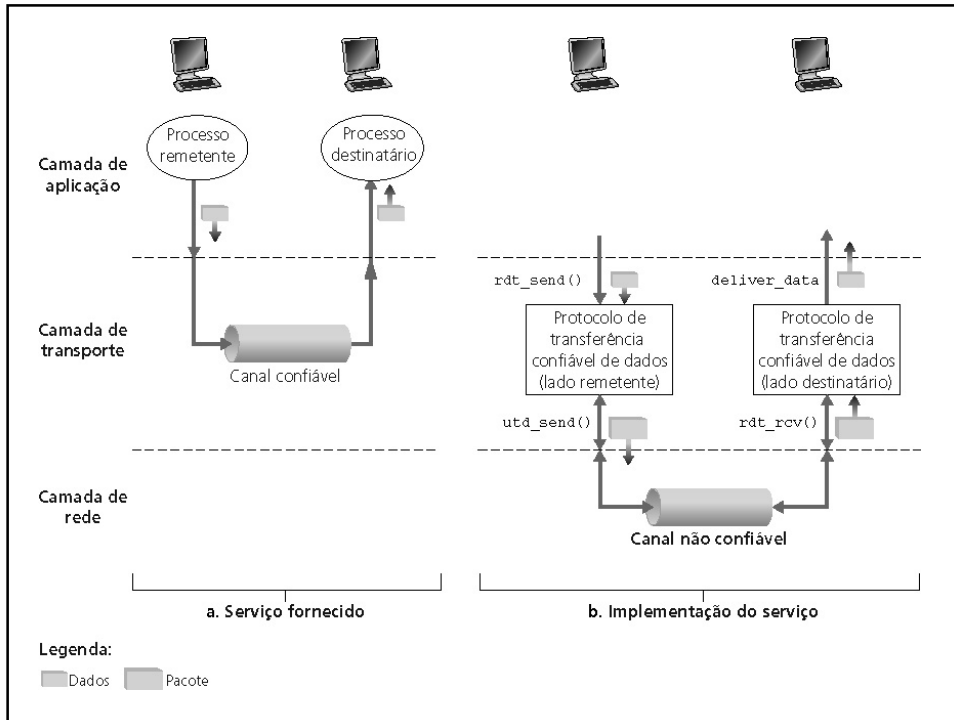 Processo
remetente
Processo
destinatário
Camada de
aplicação
Camada de
transporte
Canal confiável
rdt_send()
deliver_data
Protocolo de
transferência
confiável de dados
(lado remetente)
Protocolo de
transferência
confiável de dados
(lado destinatário)
utd_send()
rdt_rcv()
Camada de
rede
Canal não confiável
a. Serviço fornecido
b. Implementação do serviço
Legenda:
Dados
Pacote